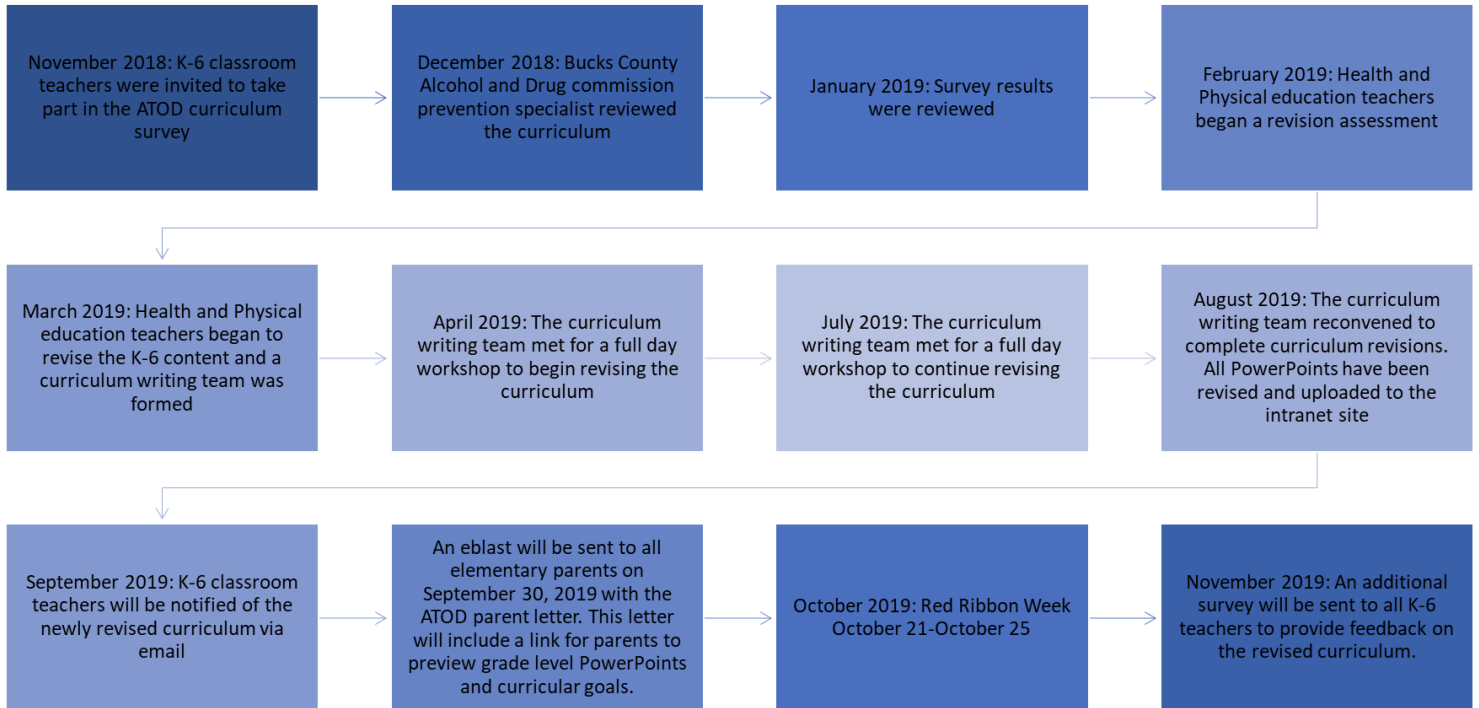 November 2018: K-6 classroom
teachers were invited to take
part in the ATOD curriculum
survey
December 2018: Bucks County
Alcohol and Drug commission
prevention specialist reviewed
the curriculum
January 2019: Survey results
were reviewed
February 2019: Health and
Physical education teachers
began a revision assessment
March 2019: Health and Physical
education teachers began to
revise the K-6 content and a
curriculum writing team was
formed
April 2019: The curriculum
writing team met for a full day
workshop to begin revising the
curriculum
July 2019: The curriculum
writing team met for a full day
workshop to continue revising
the curriculum
August 2019: The curriculum
writing team reconvened to
complete curriculum revisions.
All PowerPoints have been
revised and uploaded to the
intranet site
September 2019: K-6 classroom
teachers will be notified of the
newly revised curriculum via
email
An eblast will be sent to all
elementary parents on
September 30, 2019 with the
ATOD parent letter. This letter
will include a link for parents to
preview grade level PowerPoints
and curricular goals.
October 2019: Red Ribbon Week
October 21-October 25
November 2019: An additional
survey will be sent to all K-6
teachers to provide feedback on
the revised curriculum.